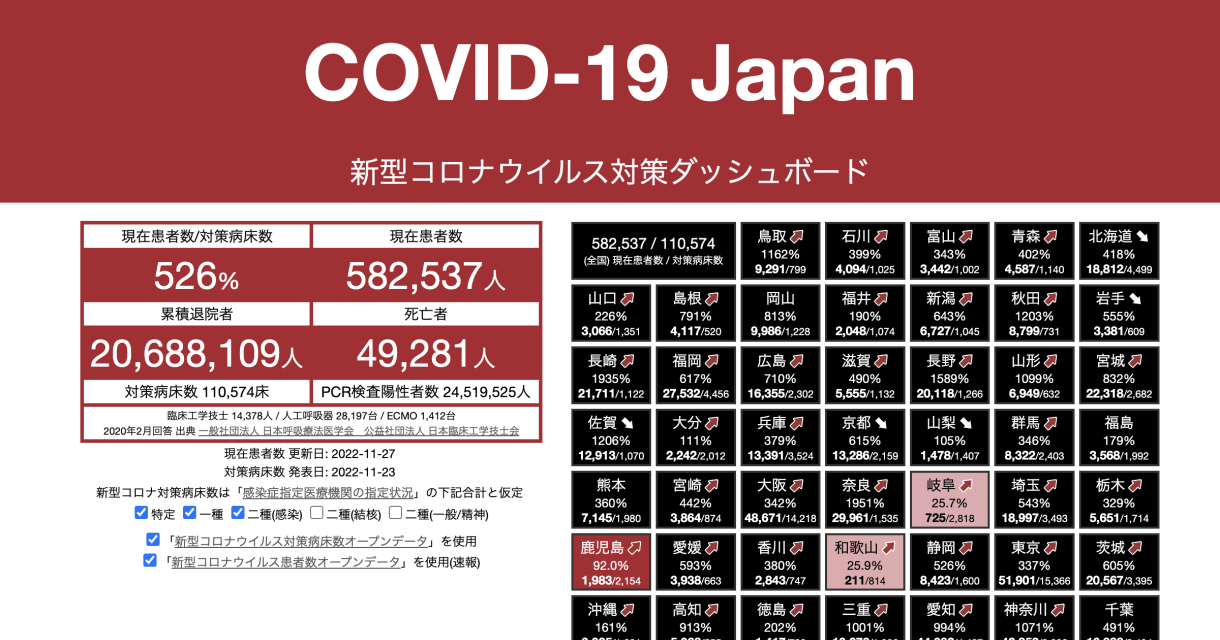 COVID-19 Japan
新型コロナウイルス対策ダッシュボード
現在患者数/対策病床数
現在患者数
526%
582,537人
累積退院者
死亡者
20,688,109人
49,281人
対策病床数 110,574床
PCR検査陽性者数 24,519,525人
臨床工学技士 14,378人 / 人工呼吸器 28,197台 / ECMO 1,412台
2020年2月回答 出典 一般社団法人 日本呼吸療法医学会 公益社団法人 日本臨床工学技士会
現在患者数 更新日: 2022-11-27
対策病床数 発表日: 2022-11-23
新型コロナ対策病床数は「感染症指定医療機関の指定状況」の下記合計と仮定
特定 一種 二種(感染) 二種(結核) 二種(一般/精神)
「新型コロナウイルス対策病床数オープンデータ」を使用
「新型コロナウイルス患者数オープンデータ」を使用(速報)
582,537 / 110,574
(全国) 現在患者数 / 対策病床数
鳥取
1162%
9,291/799
石川
399%
4,094/1,025
富山
343%
3,442/1,002
青森
402%
4,587/1,140
北海道
418%
18,812/4,499
山口
226%
3,066/1,351
島根
791%
4,117/520
岡山
813%
9,986/1,228
福井
190%
2,048/1,074
新潟
643%
6,727/1,045
秋田
1203%
8,799/731
岩手
555%
3,381/609
長崎
1935%
21,711/1,122
福岡
617%
27,532/4,456
広島
710%
16,355/2,302
滋賀
490%
5,555/1,132
長野
1589%
20,118/1,266
山形
1099%
6,949/632
宮城
832%
22,318/2,682
佐賀
1206%
12,913/1,070
大分
111%
2,242/2,012
兵庫
379%
13,391/3,524
京都
615%
13,286/2,159
山梨
105%
1,478/1,407
群馬
346%
8,322/2,403
福島
179%
3,568/1,992
熊本
360%
7,145/1,980
宮崎
442%
3,864/874
大阪
342%
48,671/14,218
奈良
1951%
29,961/1,535
岐阜
25.7%
725/2,818
埼玉
543%
18,997/3,493
栃木
329%
5,651/1,714
鹿児島
92.0%
1,983/2,154
愛媛
593%
3,938/663
香川
380%
2,843/747
和歌山
25.9%
211/814
静岡
526%
8,423/1,600
東京
337%
51,901/15,366
茨城
605%
20,567/3,395
沖縄
161%
高知
913%
徳島
202%
三重
1001%
愛知
994%
神奈川
1071%
千葉
491%